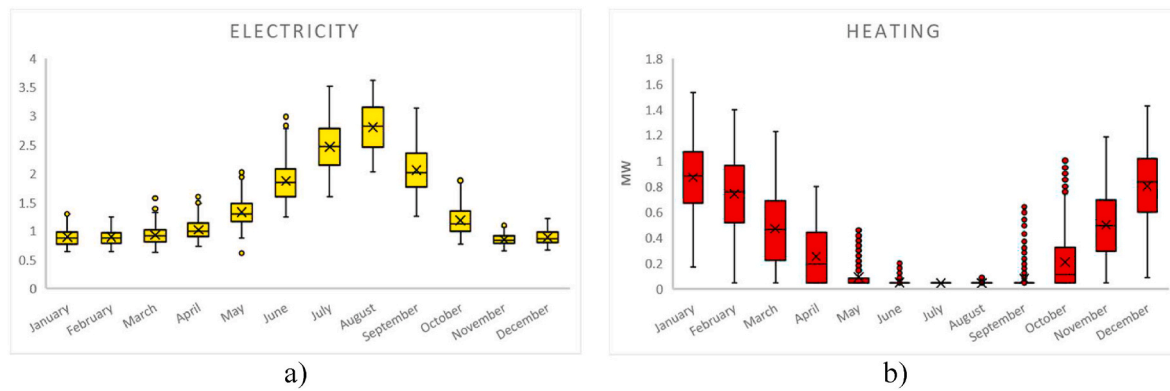 ELECTRICITY
4
3.5
3
2.5
2
1.5
1
0.5
0
January
February
March
April
May
June
July
August
September
October
November
December
a)
HEATING
MW
1.8
1.6
1.4
1.2
1
0.8
0.6
0.4
0.2
0
January
February
March
April
May
June
July
August
September
October
November
December
b)